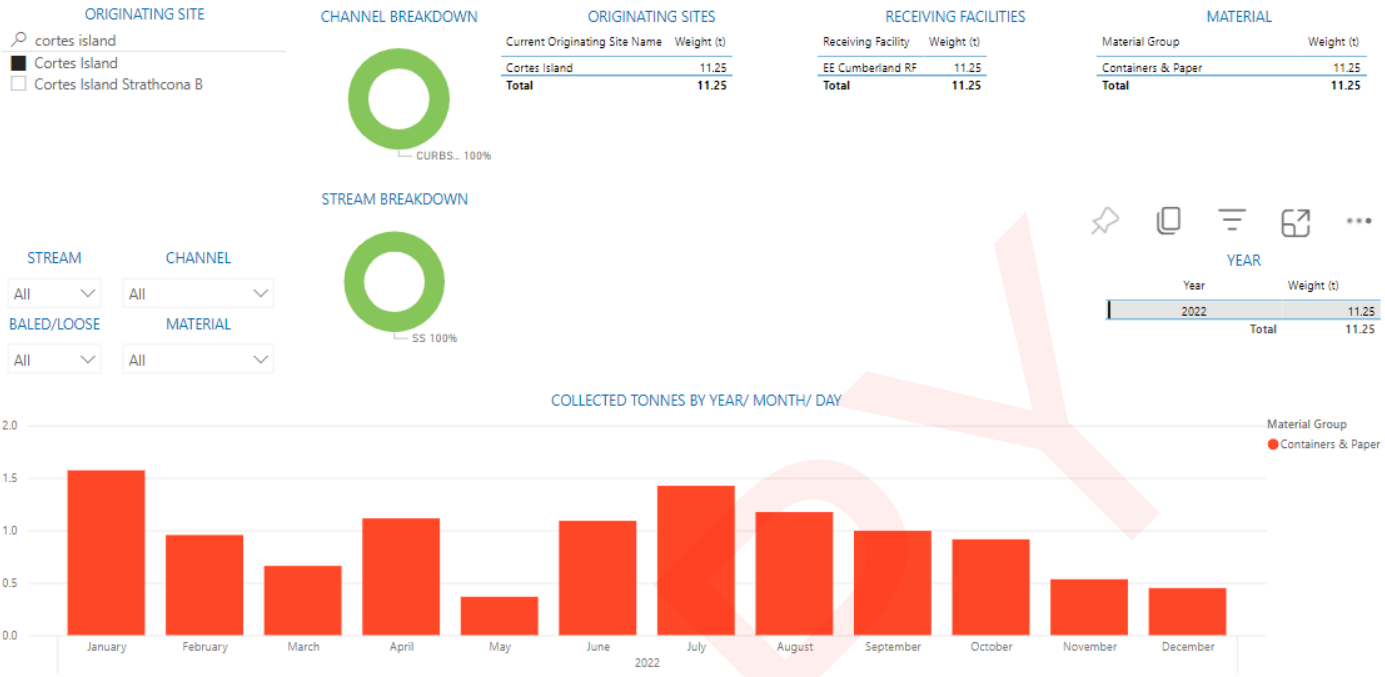 ORIGINATING SITE
cortes island
Cortes Island
Cortes Island Strathcona B
CHANNEL BREAKDOWN
CURBS... 100%
ORIGINATING SITES
Current Originating Site Name Weight (t)
Cortes Island 11.25
Total 11.25
RECEIVING FACILITIES
Receiving Facility Weight (t)
EE Cumberland RF 11.25
Total 11.25
MATERIAL
Material Group Weight (t)
Containers & Paper 11.25
Total 11.25
STREAM BREAKDOWN
SS 100%
STREAM CHANNEL
All All
BALED/LOOSE MATERIAL
All All
YEAR
Year Weight (t)
2022 11.25
Total 11.25
COLLECTED TONNES BY YEAR/ MONTH/ DAY
Material Group
Containers & Paper
2.0
1.5
1.0
0.5
0.0
January February March April May June July August September October November December
2022
P Y